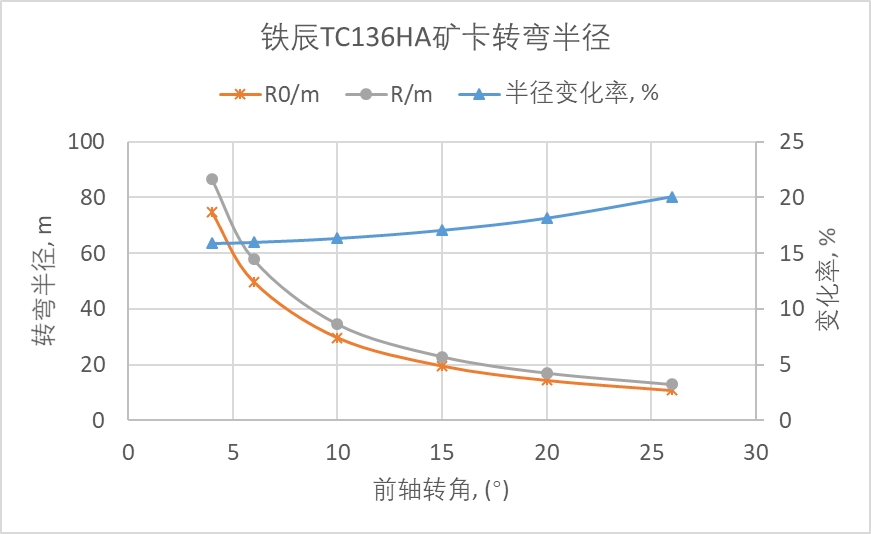 铁辰TC136HA矿卡转弯半径
R0/m R/m 半径变化率, %
100 25
80 20
60 15
40 10
20 5
0 0
转弯半径, m
变化率, %
0 5 10 15 20 25 30
前轴转角, (°)